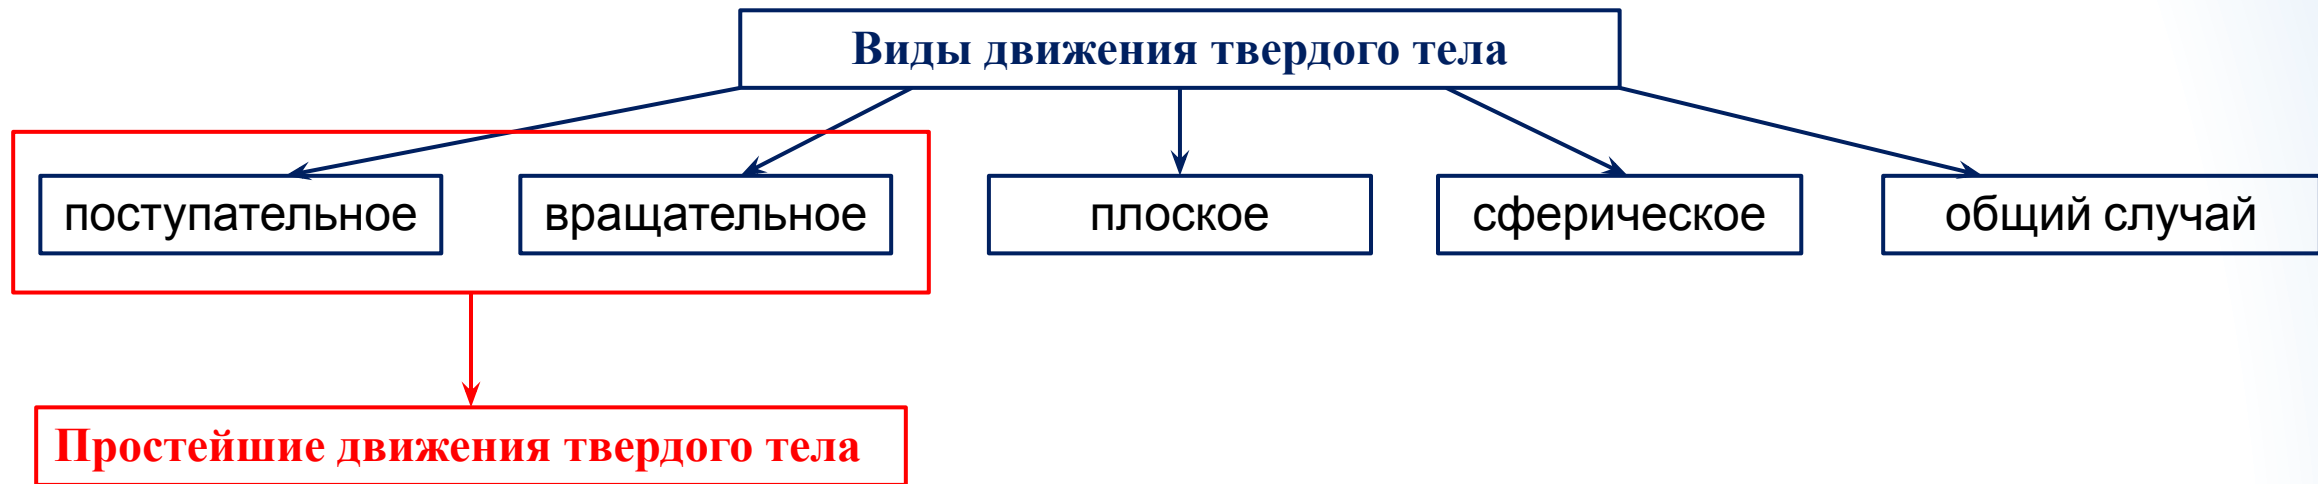 Виды движения твердого тела
поступательное
вращательное
плоское
сферическое
общий случай
Простейшие движения твердого тела